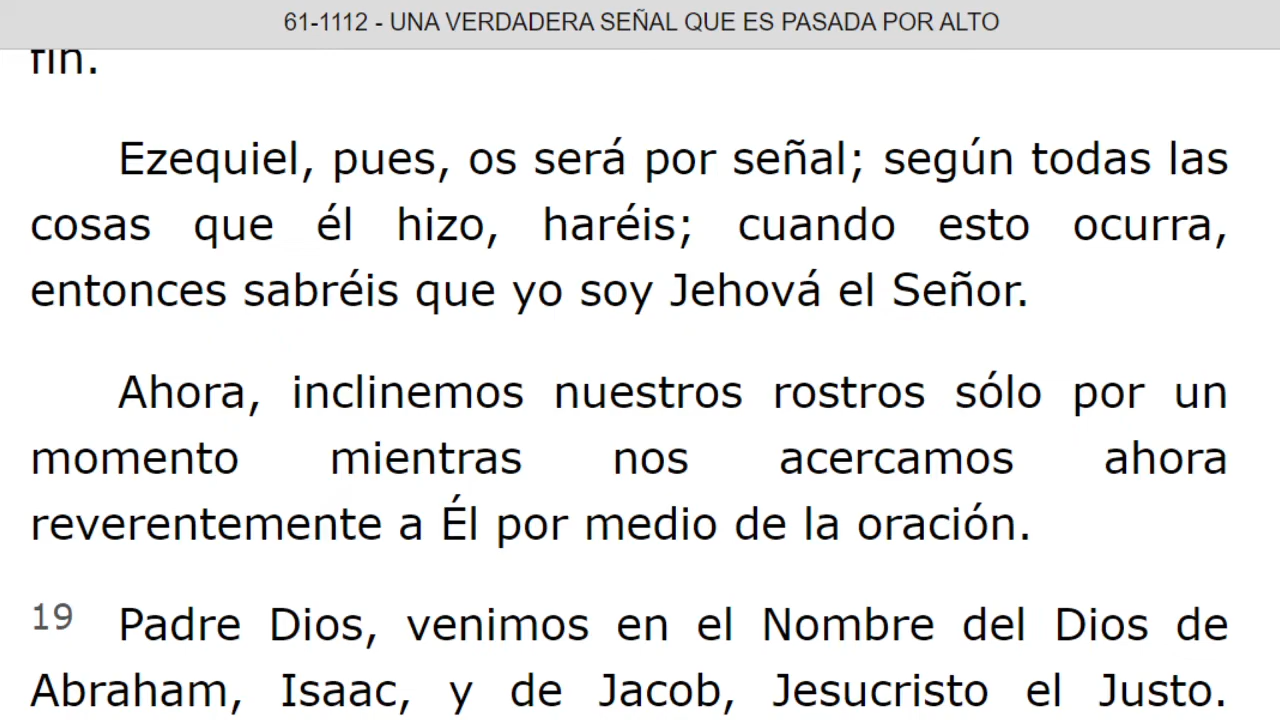 61-1112 - UNA VERDADERA SEÑAL QUE ES PASADA POR ALTO
fin.
Ezequiel, pues, os será por señal; según todas las
cosas que él hizo, haréis; cuando esto ocurra,
entonces sabréis que yo soy Jehová el Señor.
Ahora, inclinemos nuestros rostros sólo por un
momento mientras nos acercamos ahora
reverentemente a Él por medio de la oración.
19 Padre Dios, venimos en el Nombre del Dios de
Abraham, Isaac, y de Jacob, Jesucristo el Justo.